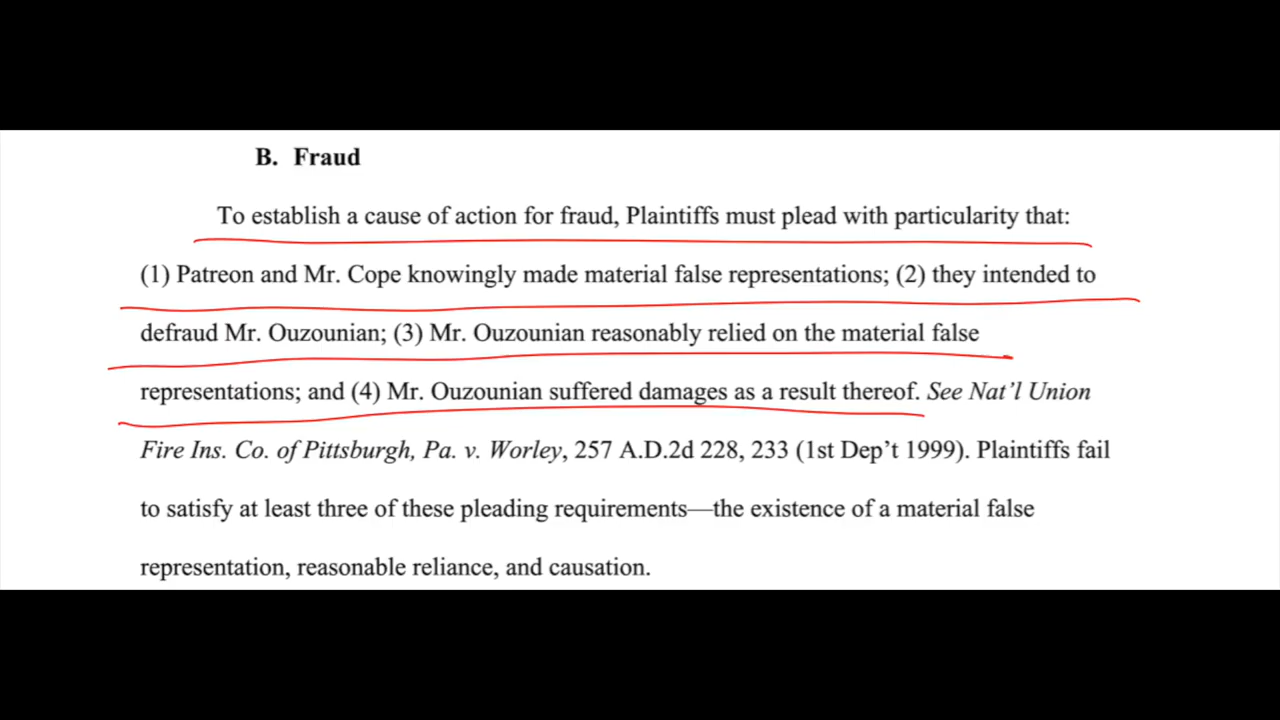 B. Fraud
To establish a cause of action for fraud, Plaintiffs must plead with particularity that:
(1) Patreon and Mr. Cope knowingly made material false representations; (2) they intended to
defraud Mr. Ouzounian; (3) Mr. Ouzounian reasonably relied on the material false
representations; and (4) Mr. Ouzounian suffered damages as a result thereof. See Nat’l Union
Fire Ins. Co. of Pittsburgh, Pa. v. Worley, 257 A.D.2d 228, 233 (1st Dep’t 1999). Plaintiffs fail
to satisfy at least three of these pleading requirements—the existence of a material false
representation, reasonable reliance, and causation.